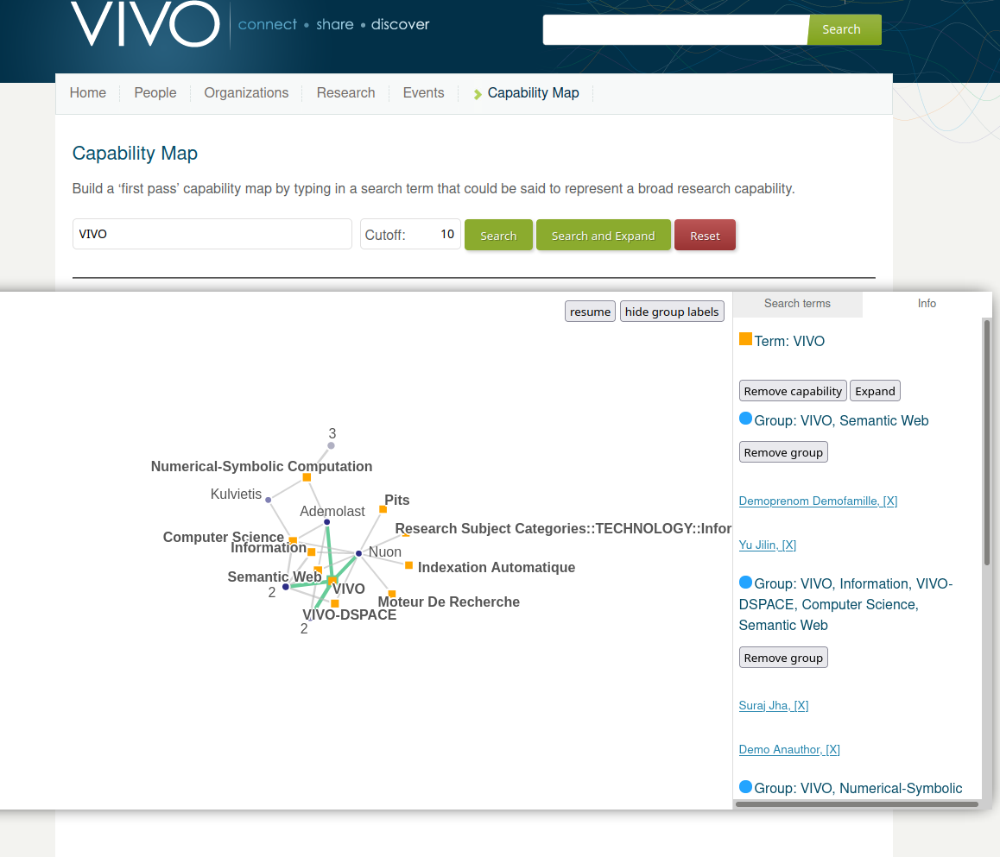 VIVO connect • share • discover
Search
Home People Organizations Research Events Capability Map
Capability Map
Build a ‘first pass’ capability map by typing in a search term that could be said to represent a broad research capability.
VIVO Cutoff: 10 Search Search and Expand Reset
resume hide group labels
3
Numerical-Symbolic Computation
Kulvietis
Pits
Ademolast
Research Subject Categories::TECHNOLOGY::Infor
Computer Science
Information
Nuon
Indexation Automatique
Semantic Web
VIVO
2
Moteur De Recherche
VIVO-DSPACE
2
Search terms Info
Term: VIVO
Remove capability Expand
Group: VIVO, Semantic Web
Remove group
Demoprenom Demofamille, [X]
Yu Jilin, [X]
Group: VIVO, Information, VIVO-
DSPACE, Computer Science,
Semantic Web
Remove group
Suraj Jha, [X]
Demo Anauthor, [X]
Group: VIVO, Numerical-Symbolic